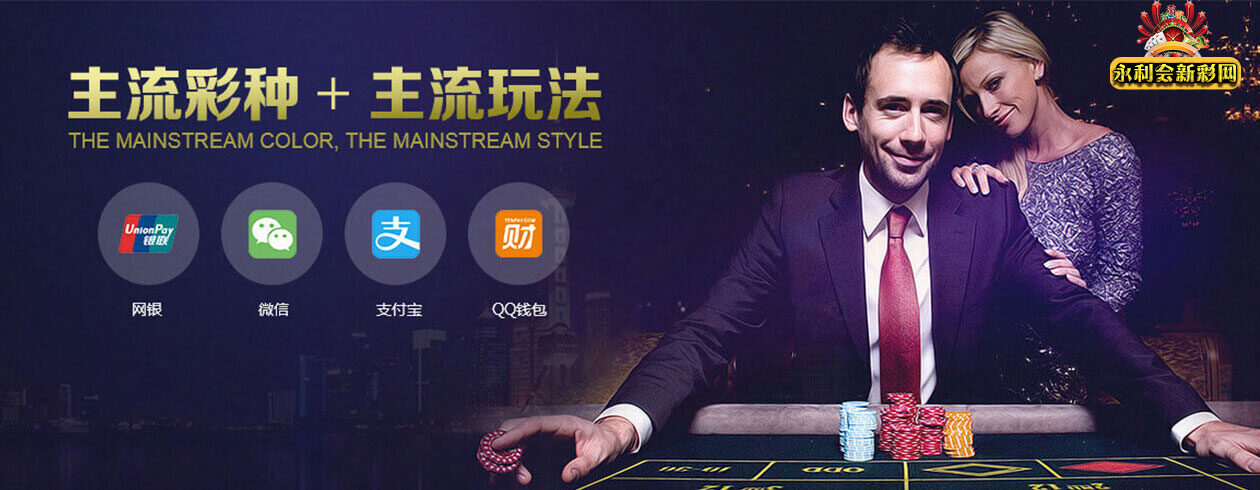 永利会新彩网
主流彩种 + 主流玩法
THE MAINSTREAM COLOR, THE MAINSTREAM STYLE
UnionPay
银联
支
TENPAY.COM
财
网银
微信
支付宝
QQ钱包
ODD